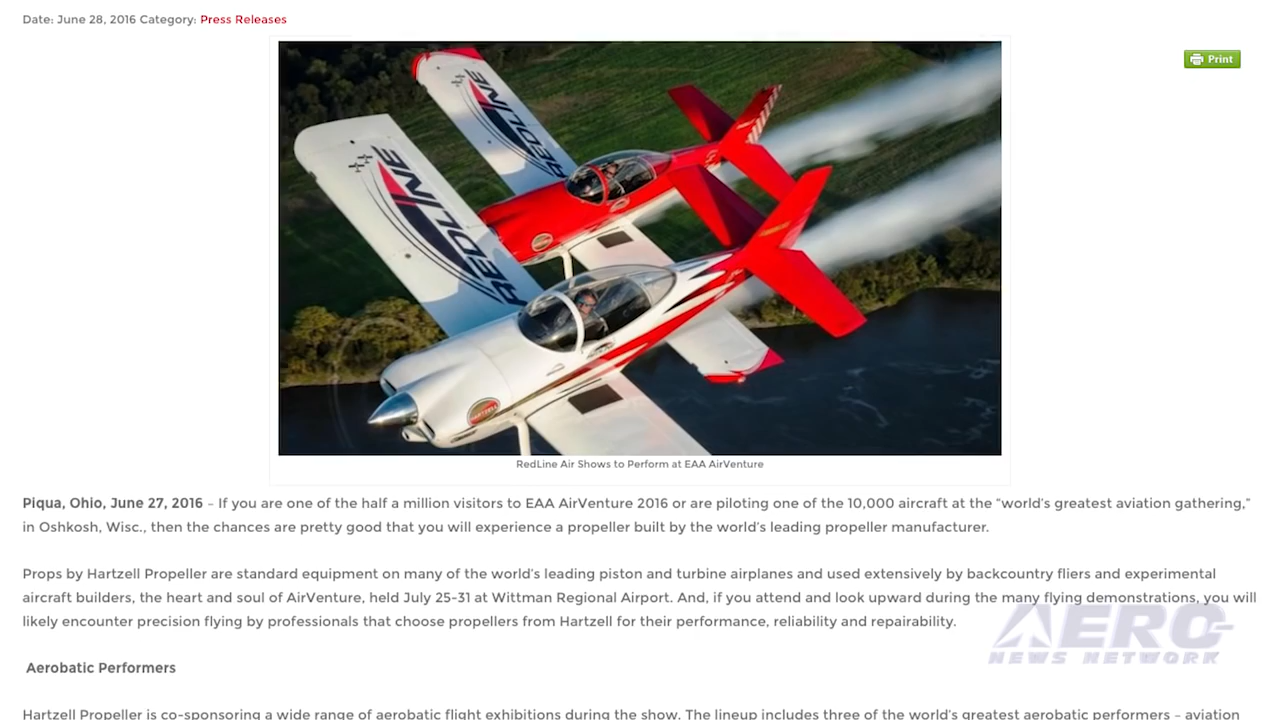 Date: June 28, 2016 Category: Press Releases
Print
REDLINE
REDLINE
HARTZELL
RedLine Air Shows to Perform at EAA AirVenture
Piqua, Ohio, June 27, 2016 – If you are one of the half a million visitors to EAA AirVenture 2016 or are piloting one of the 10,000 aircraft at the “world’s greatest aviation gathering,”
in Oshkosh, Wisc., then the chances are pretty good that you will experience a propeller built by the world’s leading propeller manufacturer.
Props by Hartzell Propeller are standard equipment on many of the world’s leading piston and turbine airplanes and used extensively by backcountry fliers and experimental
aircraft builders, the heart and soul of AirVenture, held July 25-31 at Wittman Regional Airport. And, if you attend and look upward during the many flying demonstrations, you will
likely encounter precision flying by professionals that choose propellers from Hartzell for their performance, reliability and repairability.
AERO
NEWS NETWORK
Aerobatic Performers
Hartzell Propeller is co-sponsoring a wide range of aerobatic flight exhibitions during the show. The lineup includes three of the world’s greatest aerobatic performers – aviation